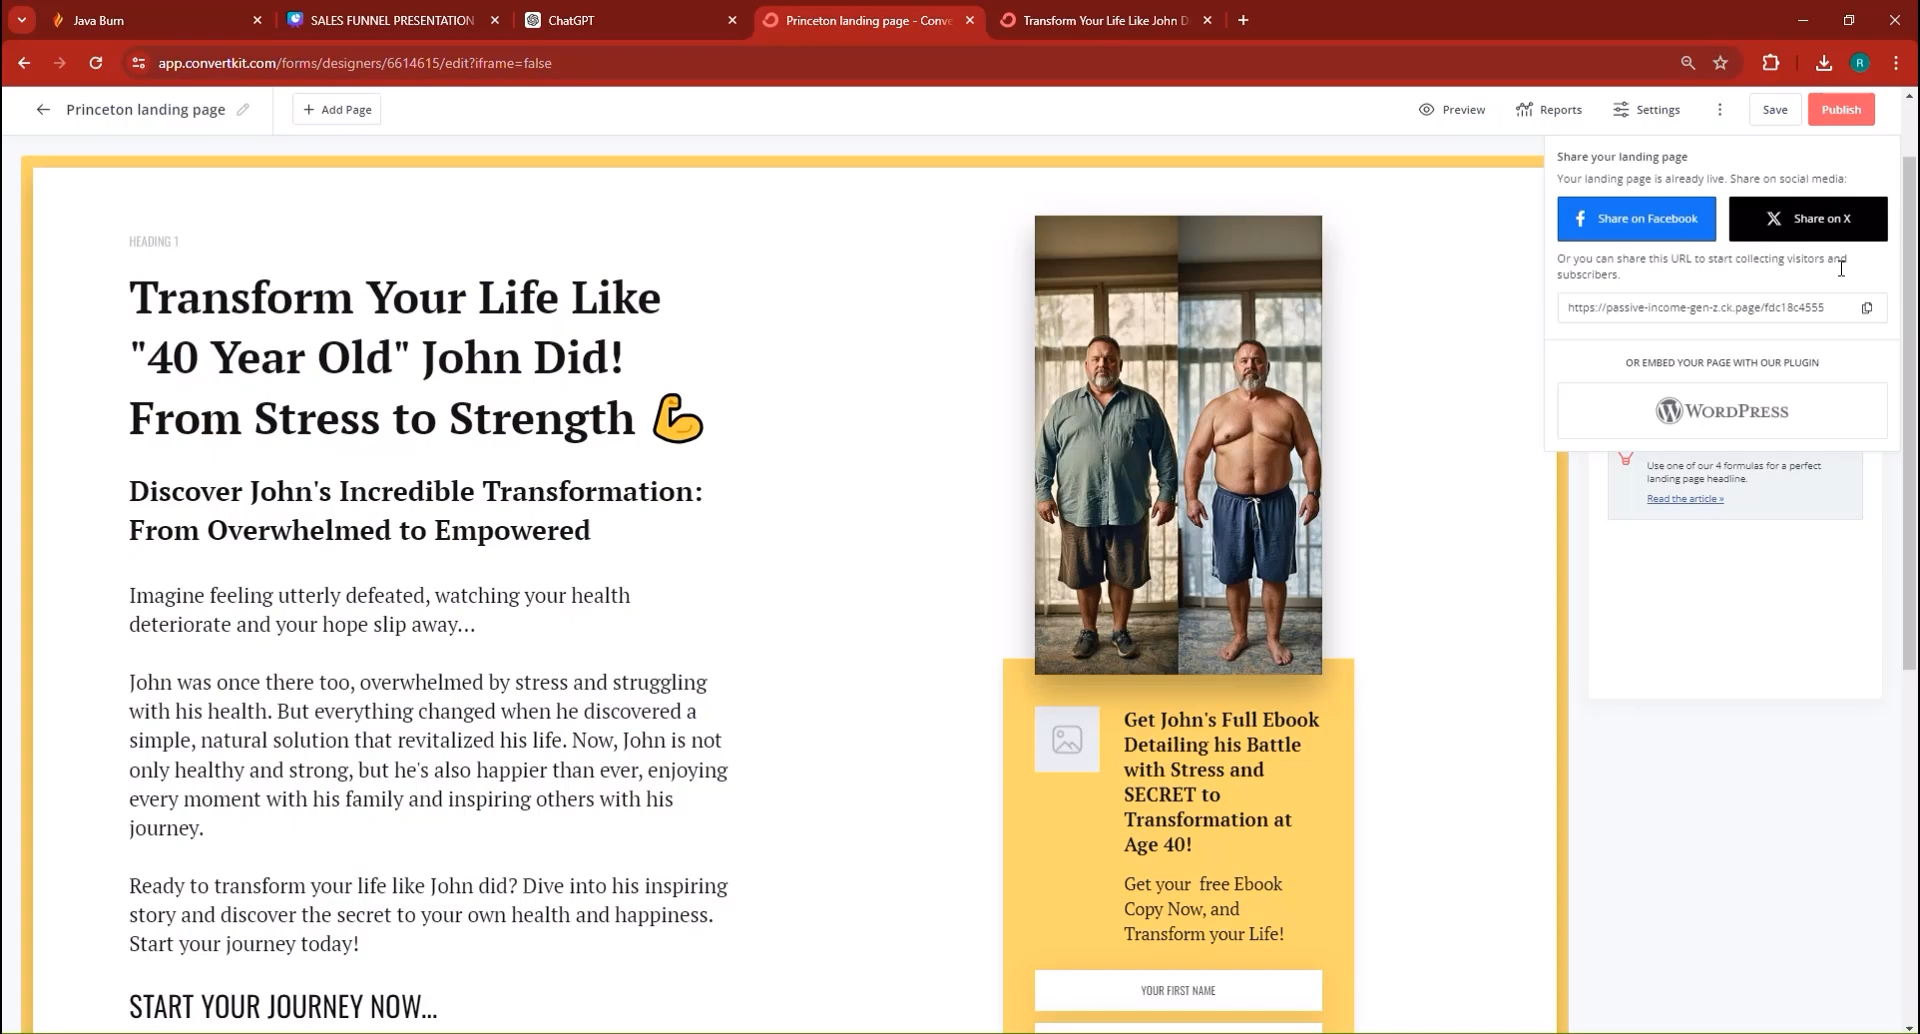 Java Burn
SALES FUNNEL PRESENTATION
ChatGPT
Princeton landing page - Conve
Transform Your Life Like John D
app.convertkit.com/forms/designers/6614615/edit?iframe=false
R
Princeton landing page
+ Add Page
Preview
Reports
Settings
Save
Publish
Share your landing page
Your landing page is already live. Share on social media:
Share on Facebook
Share on X
Or you can share this URL to start collecting visitors and
subscribers.
https://passive-income-gen-z.ck.page/fdc18c4555
OR EMBED YOUR PAGE WITH OUR PLUGIN
WORDPRESS
Use one of our 4 formulas for a perfect
landing page headline.
Read the article »
HEADING 1
Transform Your Life Like
"40 Year Old" John Did!
From Stress to Strength 💪
Discover John's Incredible Transformation:
From Overwhelmed to Empowered
Imagine feeling utterly defeated, watching your health
deteriorate and your hope slip away...
John was once there too, overwhelmed by stress and struggling
with his health. But everything changed when he discovered a
simple, natural solution that revitalized his life. Now, John is not
only healthy and strong, but he's also happier than ever, enjoying
every moment with his family and inspiring others with his
journey.
Ready to transform your life like John did? Dive into his inspiring
story and discover the secret to your own health and happiness.
Start your journey today!
START YOUR JOURNEY NOW...
Get John's Full Ebook
Detailing his Battle
with Stress and
SECRET to
Transformation at
Age 40!
Get your free Ebook
Copy Now, and
Transform your Life!
YOUR FIRST NAME